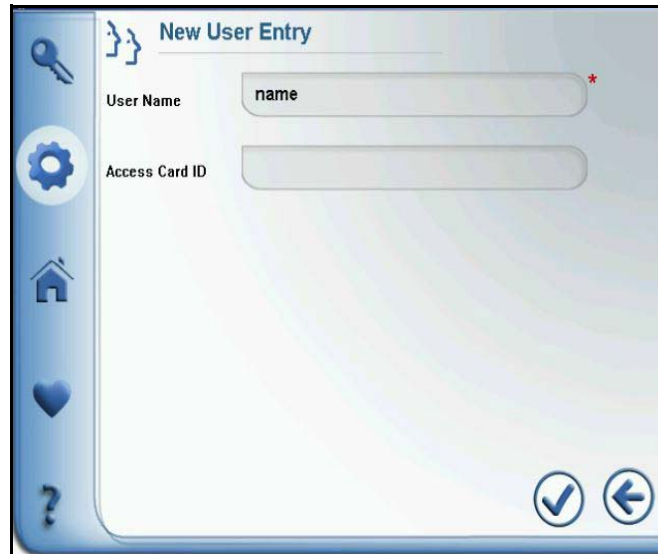 New User Entry
User Name
name
*
Access Card ID
?